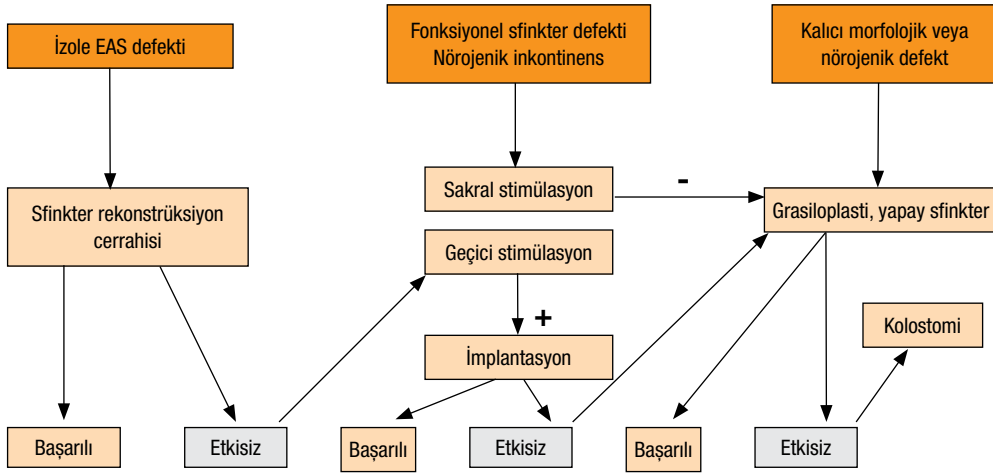 İzole EAS defekti
Fonksiyonel sfinkter defekti
Nörojenik inkontinens
Kalıcı morfolojik veya
nörojenik defekt
Sakral stimülasyon
-
Sfinkter rekonstrüksiyon
cerrahisi
Grasiloplasti, yapay sfinkter
Geçici stimülasyon
+
Kolostomi
İmplantasyon
Başarılı
Etkisiz
Başarılı
Etkisiz
Başarılı
Etkisiz